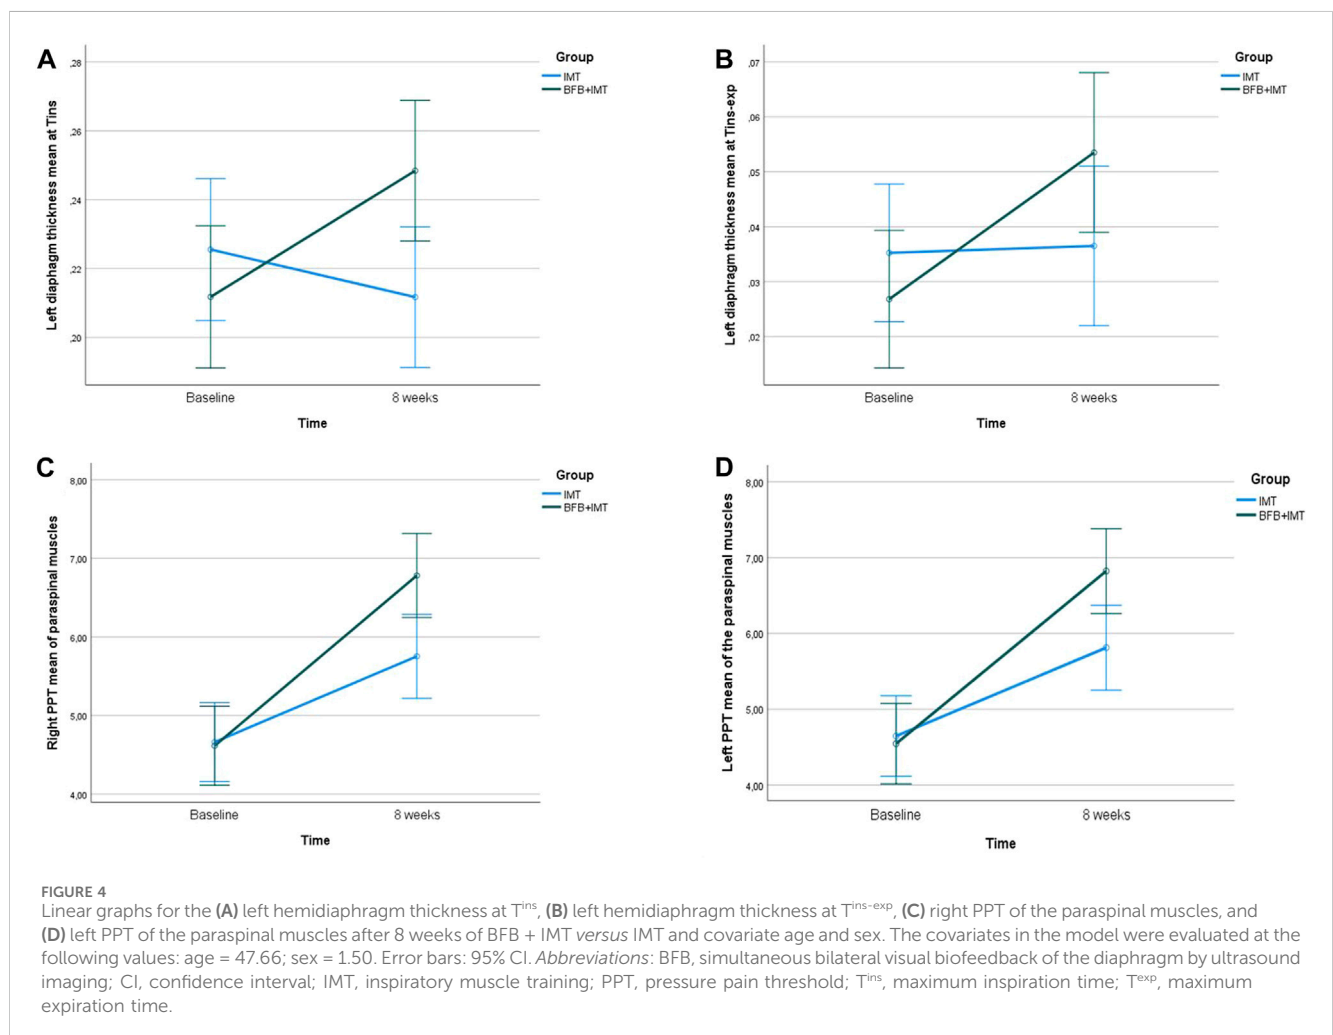 A
Group
IMT
BFB+IMT
Left diaphagm thickness mean at Tins
,28
,26
,24
,22
,20
Baseline
8 weeks
Time
B
Group
IMT
BFB+IMT
Left diaphragm thickness mean at Tins-exp
,07
,06
,05
,04
,03
,02
Baseline
8 weeks
Time
C
Group
IMT
BFB+IMT
Right PPT mean of paraspinal muscles
8,00
7,00
6,00
5,00
4,00
Baseline
8 weeks
Time
D
Group
IMT
BFB+IMT
Left PPT mean of the paraspinal muscles
8,00
7,00
6,00
5,00
4,00
Baseline
8 weeks
Time
FIGURE 4
Linear graphs for the (A) left hemidiaphragm thickness at Tins, (B) left hemidiaphragm thickness at Tins-exp, (C) right PPT of the paraspinal muscles, and
(D) left PPT of the paraspinal muscles after 8 weeks of BFB + IMT versus IMT and covariate age and sex. The covariates in the model were evaluated at the
following values: age = 47.66; sex = 1.50. Error bars: 95% CI. Abbreviations: BFB, simultaneous bilateral visual biofeedback of the diaphragm by ultrasound
imaging; CI, confidence interval; IMT, inspiratory muscle training; PPT, pressure pain threshold; Tins, maximum inspiration time; Texp, maximum
expiration time.